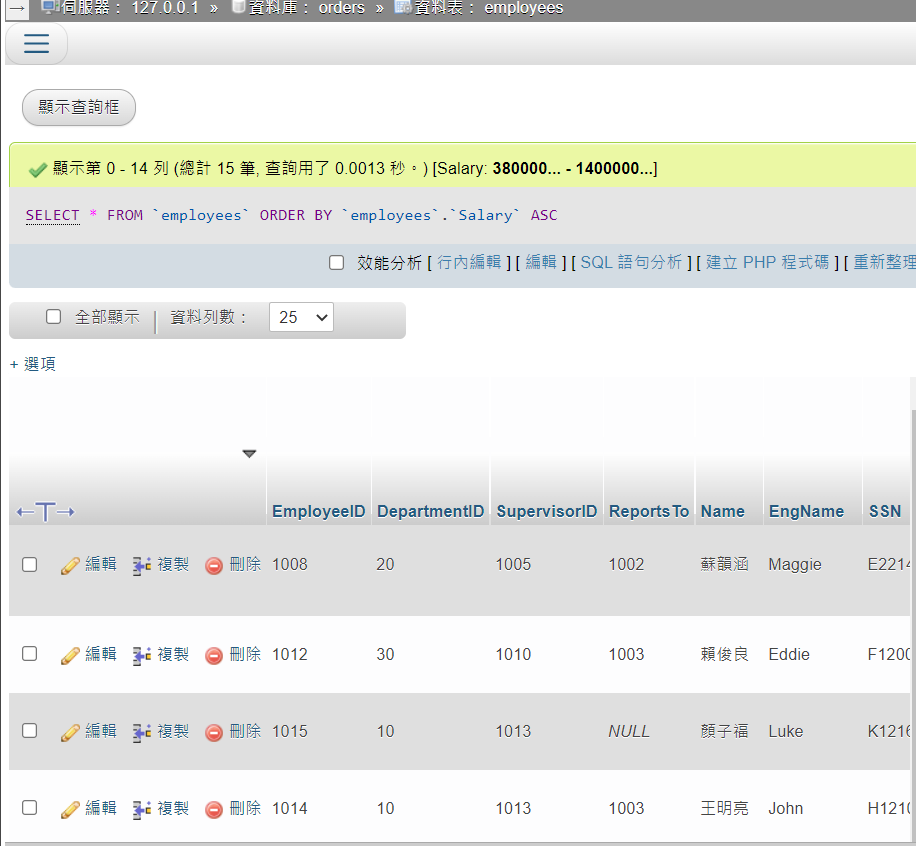 伺服器： 127.0.0.1 » 資料庫： orders » 資料表： employees
顯示查詢框
顯示第 0 - 14 列 (總計 15 筆, 查詢用了 0.0013 秒。) [Salary: 380000... - 1400000...]
SELECT * FROM `employees` ORDER BY `employees`.`Salary` ASC
效能分析 [ 行內編輯 ] [ 編輯 ] [ SQL 語句分析 ] [ 建立 PHP 程式碼 ] [ 重新整理
全部顯示 | 資料列數： 25
+ 選項
←T→ EmployeeID DepartmentID SupervisorID ReportsTo Name EngName SSN
編輯 複製 刪除 1008 20 1005 1002 蘇韻涵 Maggie E2214
編輯 複製 刪除 1012 30 1010 1003 賴俊良 Eddie F1200
編輯 複製 刪除 1015 10 1013 NULL 顏子福 Luke K1216
編輯 複製 刪除 1014 10 1013 1003 王明亮 John H1210